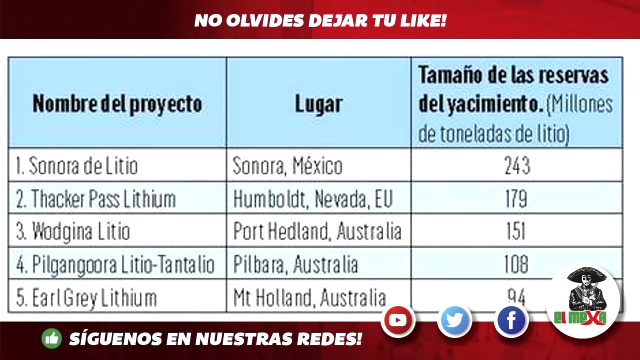 NO OLVIDES DEJAR TU LIKE!
Nombre del proyecto Lugar Tamaño de las reservas del yacimiento. (Millones de toneladas de litio)
1. Sonora de Litio Sonora, México 243
2. Thacker Pass Lithium Humboldt, Nevada, EU 179
3. Wodgina Litio Port Hedland, Australia 151
4. Pilgangoora Litio-Tantalio Pilbara, Australia 108
5. Earl Grey Lithium Mt Holland, Australia 94
EL MEXA
SÍGUENOS EN NUESTRAS REDES!